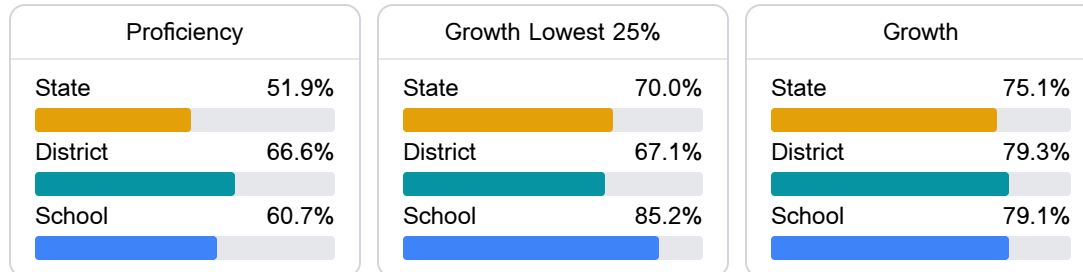 Proficiency
State 51.9%
District 66.6%
School 60.7%
Growth Lowest 25%
State 70.0%
District 67.1%
School 85.2%
Growth
State 75.1%
District 79.3%
School 79.1%